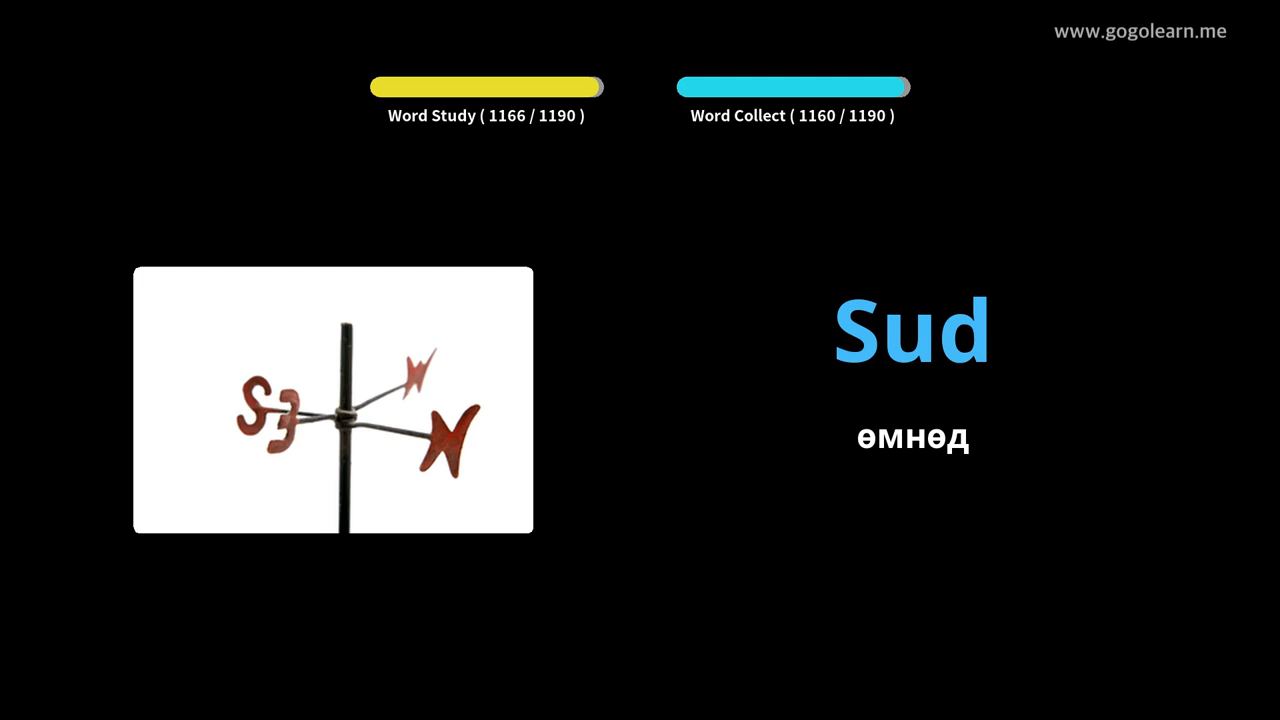 www.gogolearn.me
Word Study ( 1166 / 1190 )
Word Collect ( 1160 / 1190 )
S E N
Sud
өмнөд